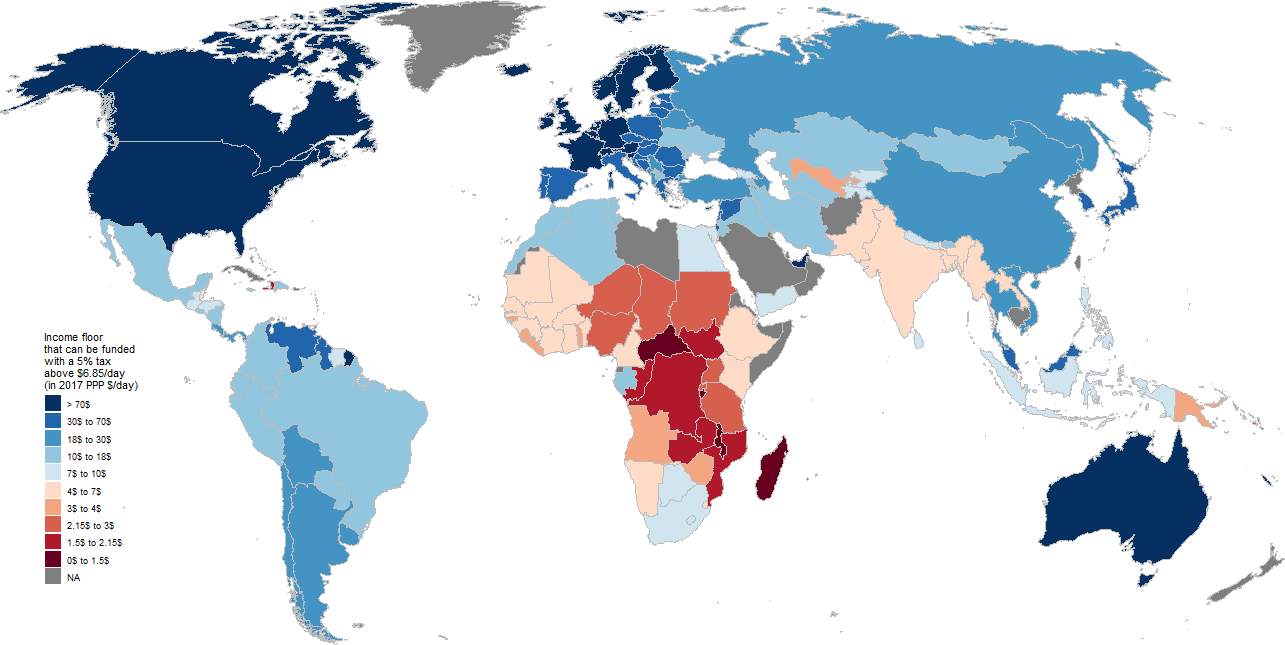 Income floor
that can be funded
with a 5% tax
above $6.85/day
(in 2017 PPP $/day)
> 70$
30$ to 70$
18$ to 30$
10$ to 18$
7$ to 10$
4$ to 7$
3$ to 4$
2.15$ to 3$
1.5$ to 2.15$
0$ to 1.5$
NA